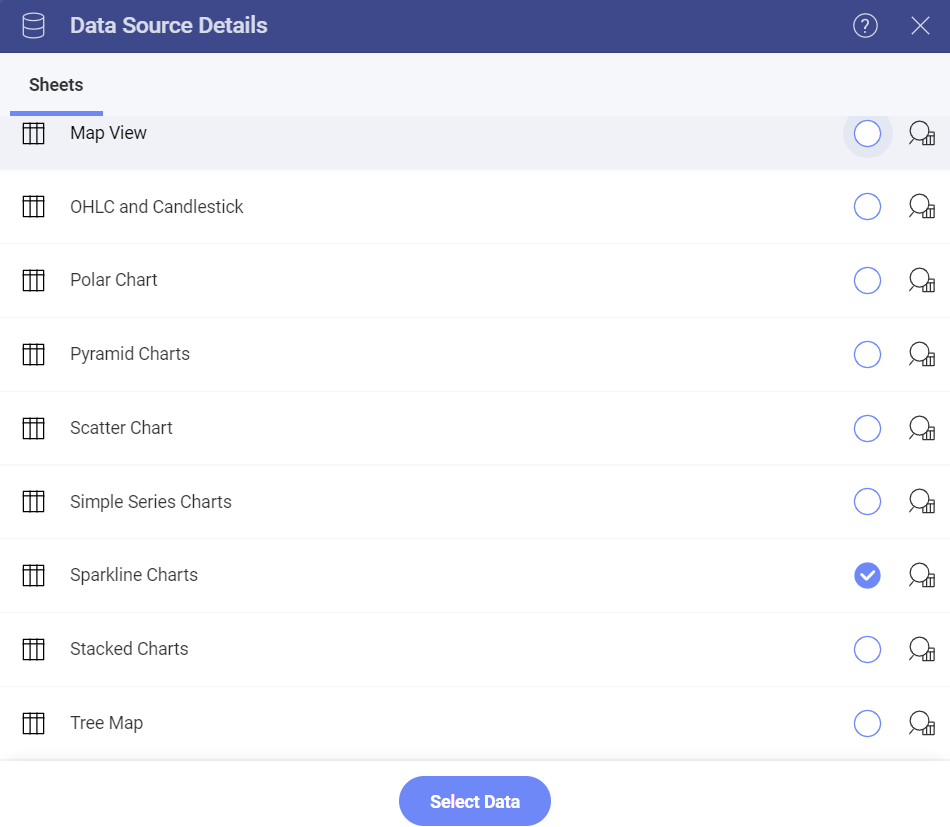 Data Source Details
?
Sheets
Map View
OHLC and Candlestick
Polar Chart
Pyramid Charts
Scatter Chart
Simple Series Charts
Sparkline Charts
Stacked Charts
Tree Map
Select Data